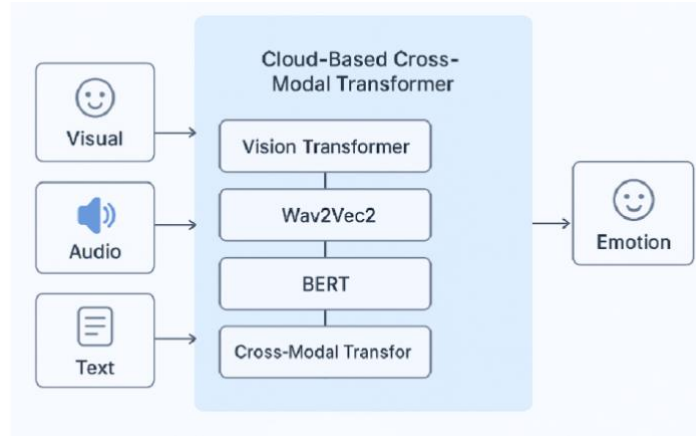 Cloud-Based Cross-
Modal Transformer
Visual
Audio
Text
Vision Transformer
Wav2Vec2
BERT
Cross-Modal Transfor
Emotion